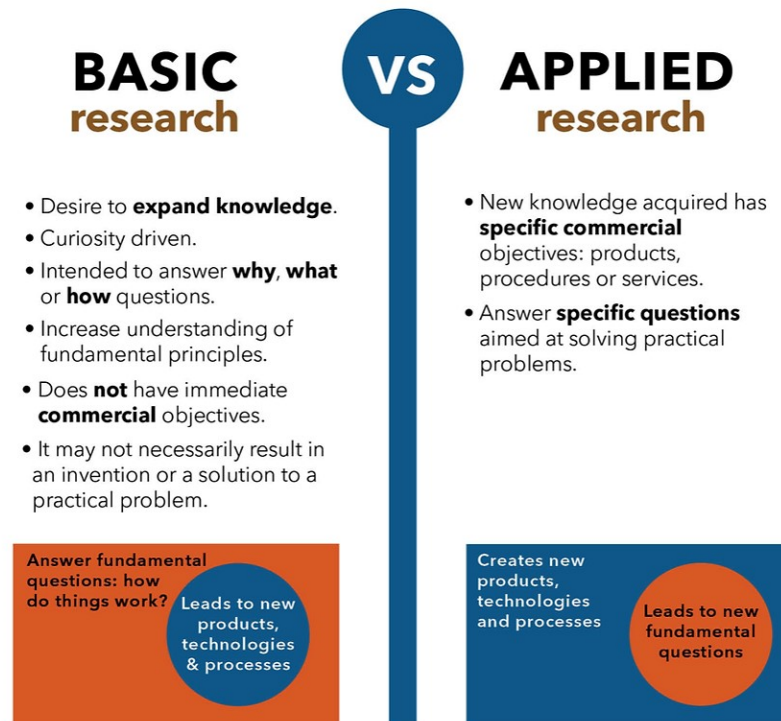 BASIC
research
VS
APPLIED
research
• Desire to expand knowledge.
• Curiosity driven.
• Intended to answer why, what
or how questions.
• Increase understanding of
fundamental principles.
• Does not have immediate
commercial objectives.
• It may not necessarily result in
an invention or a solution to a
practical problem.
• New knowledge acquired has
specific commercial
objectives: products,
procedures or services.
• Answer specific questions
aimed at solving practical
problems.
Answer fundamental
questions: how
do things work?
Leads to new
products,
technologies
& processes
Creates new
products,
technologies
and processes
Leads to new
fundamental
questions